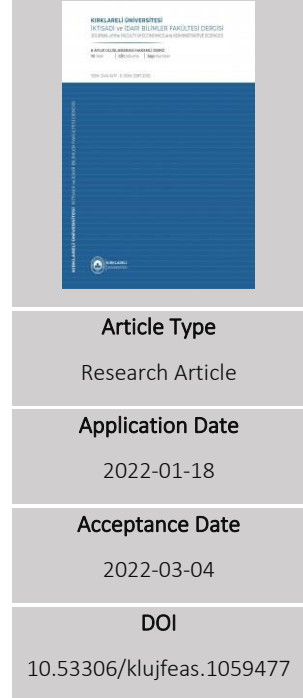 KIRKLARELİ ÜNİVERSİTESİ
İKTİSADİ ve İDARİ BİLİMLER FAKÜLTESİ DERGİSİ
Article Type
Research Article
Application Date
2022-01-18
Acceptance Date
2022-03-04
DOI
10.53306/klujfeas.1059477